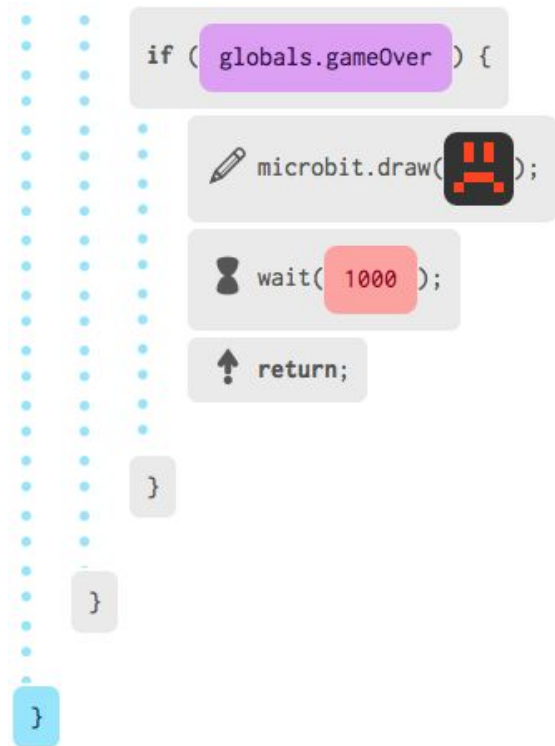 if ( globals.gameOver ) {
microbit.draw( );
wait( 1000 );
return;
}
}
}